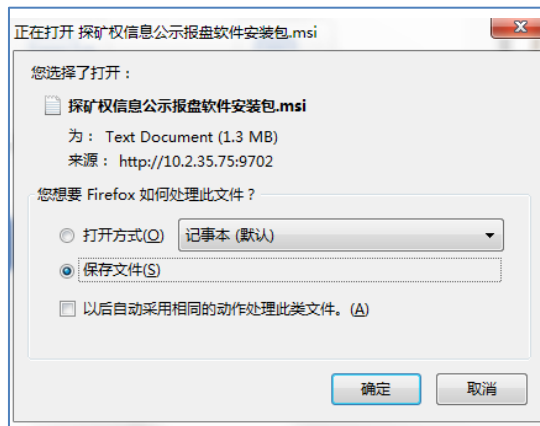 正在打开 探矿权信息公示报盘软件安装包.msi
您选择了打开：
探矿权信息公示报盘软件安装包.msi
为： Text Document (1.3 MB)
来源： http://10.2.35.75:9702
您想要 Firefox 如何处理此文件？
打开方式(O) 记事本 (默认)
保存文件(S)
以后自动采用相同的动作处理此类文件。(A)
确定 取消